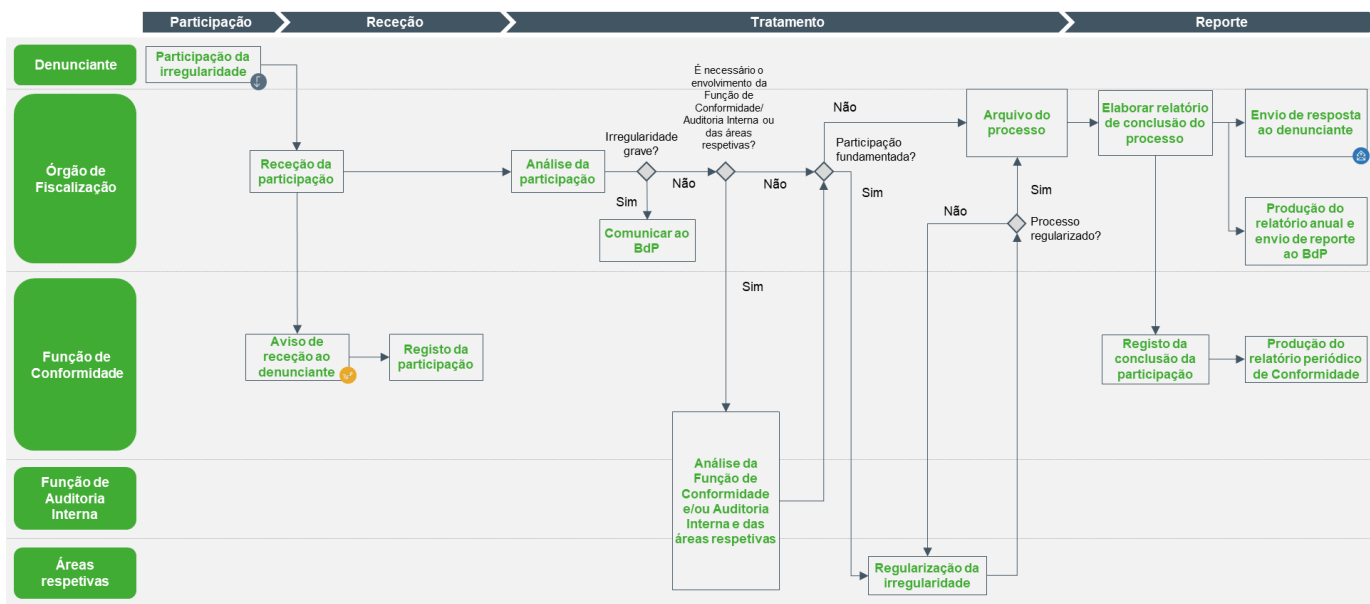 Participação
Receção
Tratamento
Reporte
Denunciante
Participação da
irregularidade
É necessário o
envolvimento da
Função de
Conformidade/
Auditoria Interna ou
das áreas
respetivas?
Órgão de
Fiscalização
Receção da
participação
Análise da
participação
Irregularidade
grave?
Não
Sim
Comunicar ao
BdP
Não
Sim
Participação
fundamentada?
Não
Sim
Arquivo do
processo
Sim
Não
Processo
regularizado?
Elaborar relatório
de conclusão do
processo
Envio de resposta
ao denunciante
Produção do
relatório anual e
envio de reporte
ao BdP
Função de
Conformidade
Aviso de
receção ao
denunciante
Registo da
participação
Registo da
conclusão da
participação
Produção do
relatório periódico
de Conformidade
Função de
Auditoria
Interna
Análise da
Função de
Conformidade
e/ou Auditoria
Interna e das
áreas respetivas
Áreas
respetivas
Regularização da
irregularidade